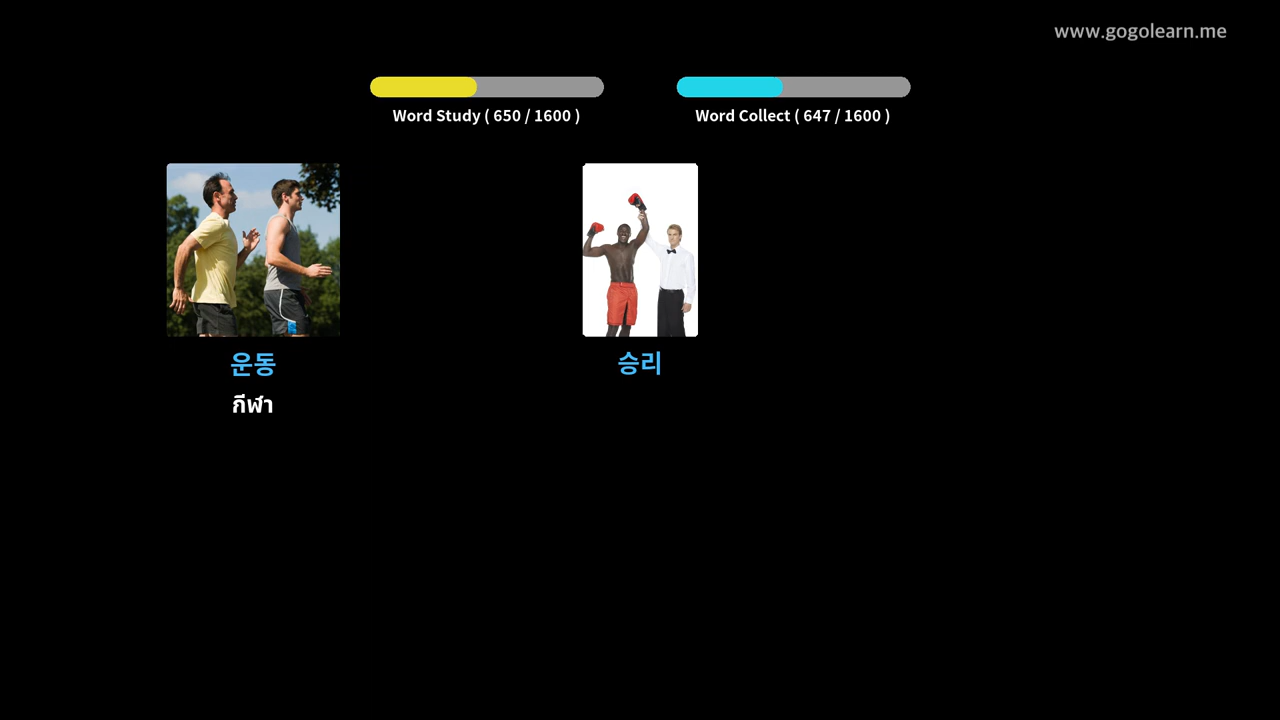 www.gogolearn.me
Word Study ( 650 / 1600 )
Word Collect ( 647 / 1600 )
운동
กีฬา
승리